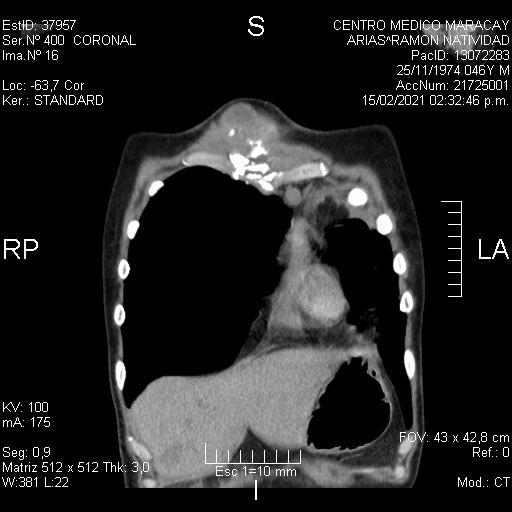 EstID: 37957
Ser.Nº 400 CORONAL
Ima.Nº 16
Loc: -63,7 Cor
Ker.: STANDARD
S
CENTRO MEDICO MARACAY
ARIAS^RAMON NATIVIDAD
PacID: 13072283
25/11/1974 046Y M
AccNum: 21725001
15/02/2021 02:32:46 p.m.
RP
LA
KV: 100
mA: 175
Seg: 0,9
Matriz 512 x 512 Thk: 3,0
W:381 L:22
Esc 1=10 mm
I
FOV: 43 x 42,8 cm
Ref.: 0
Mod.: CT